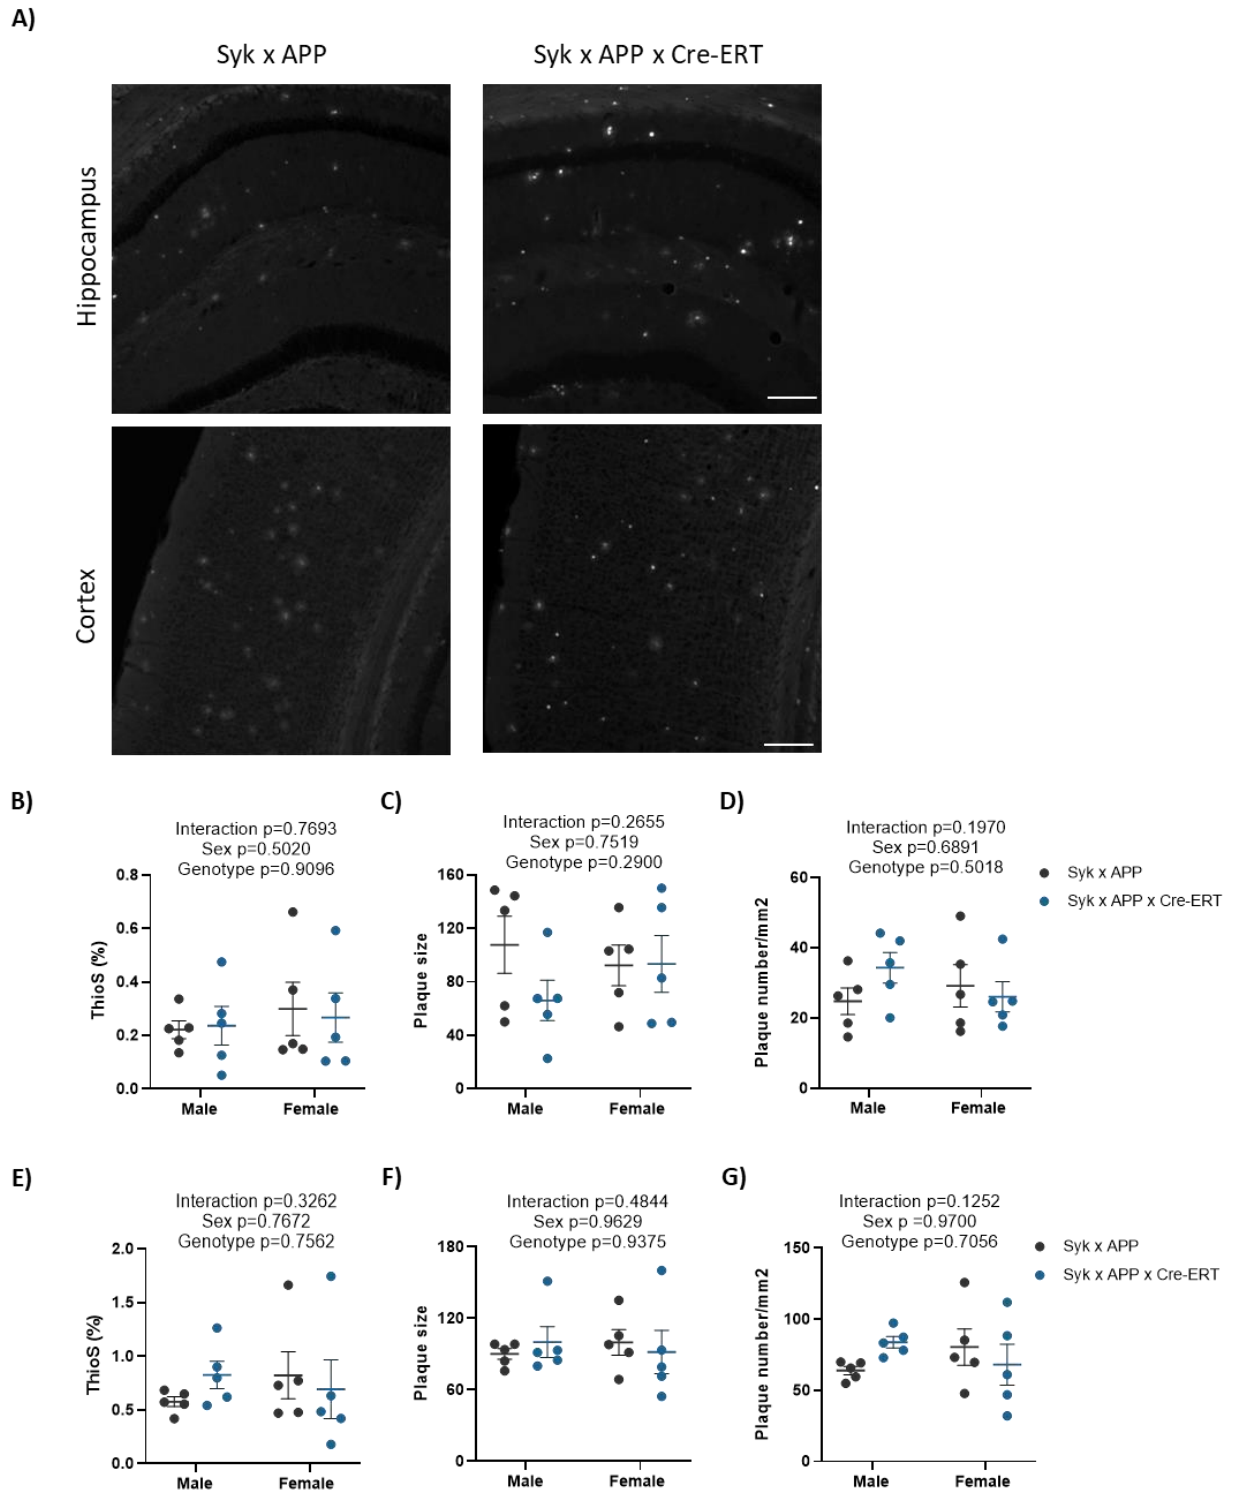 A)
Syk x APP
Syk x APP x Cre-ERT
Hippocampus
Cortex
B)
Interaction p=0.7693
Sex p=0.5020
Genotype p=0.9096
ThioS (%)
0.8
0.6
0.4
0.2
0.0
Male
Female
C)
Interaction p=0.2655
Sex p=0.7519
Genotype p=0.2900
Plaque size
160
120
80
40
0
Male
Female
D)
Interaction p=0.1970
Sex p=0.6891
Genotype p=0.5018
Plaque number/mm2
60
40
20
0
Male
Female
Syk x APP
Syk x APP x Cre-ERT
E)
Interaction p=0.3262
Sex p=0.7672
Genotype p=0.7562
ThioS (%)
2.0
1.5
1.0
0.5
0.0
Male
Female
F)
Interaction p=0.4844
Sex p=0.9629
Genotype p=0.9375
Plaque size
180
120
60
0
Male
Female
G)
Interaction p=0.1252
Sex p =0.9700
Genotype p=0.7056
Plaque number/mm2
150
100
50
0
Male
Female
Syk x APP
Syk x APP x Cre-ERT